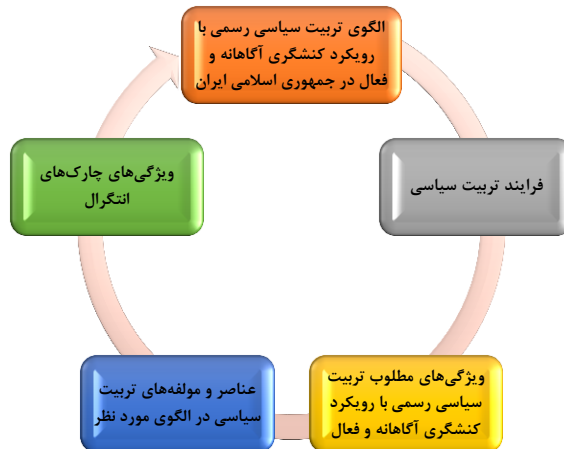 الگوی تربیت سیاسی رسمی با
رویکرد کنشگری آگاهانه و
فعال در جمهوری اسلامی ایران
فرایند تربیت سیاسی
ویژگی‌های مطلوب تربیت
سیاسی رسمی با رویکرد
کنشگری آگاهانه و فعال
عناصر و مولفه‌های تربیت
سیاسی در الگوی مورد نظر
ویژگی‌های چارک‌های
انتگرال